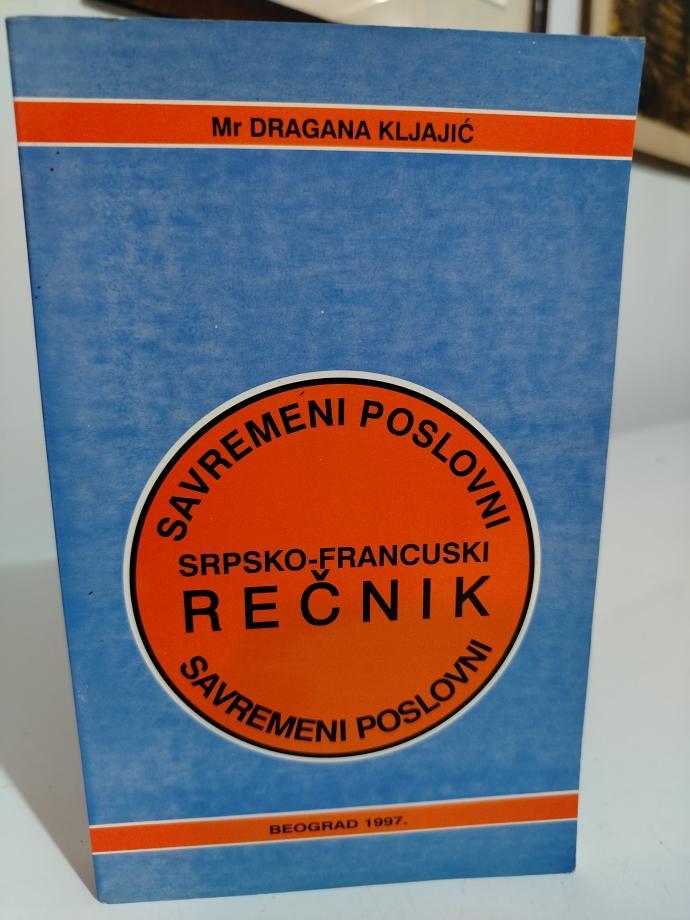 Mr DRAGANA KLJAJIĆ
SAVREMENI POSLOVNI
SRPSKO-FRANCUSKI
REČNIK
SAVREMENI POSLOVNI
BEOGRAD 1997.